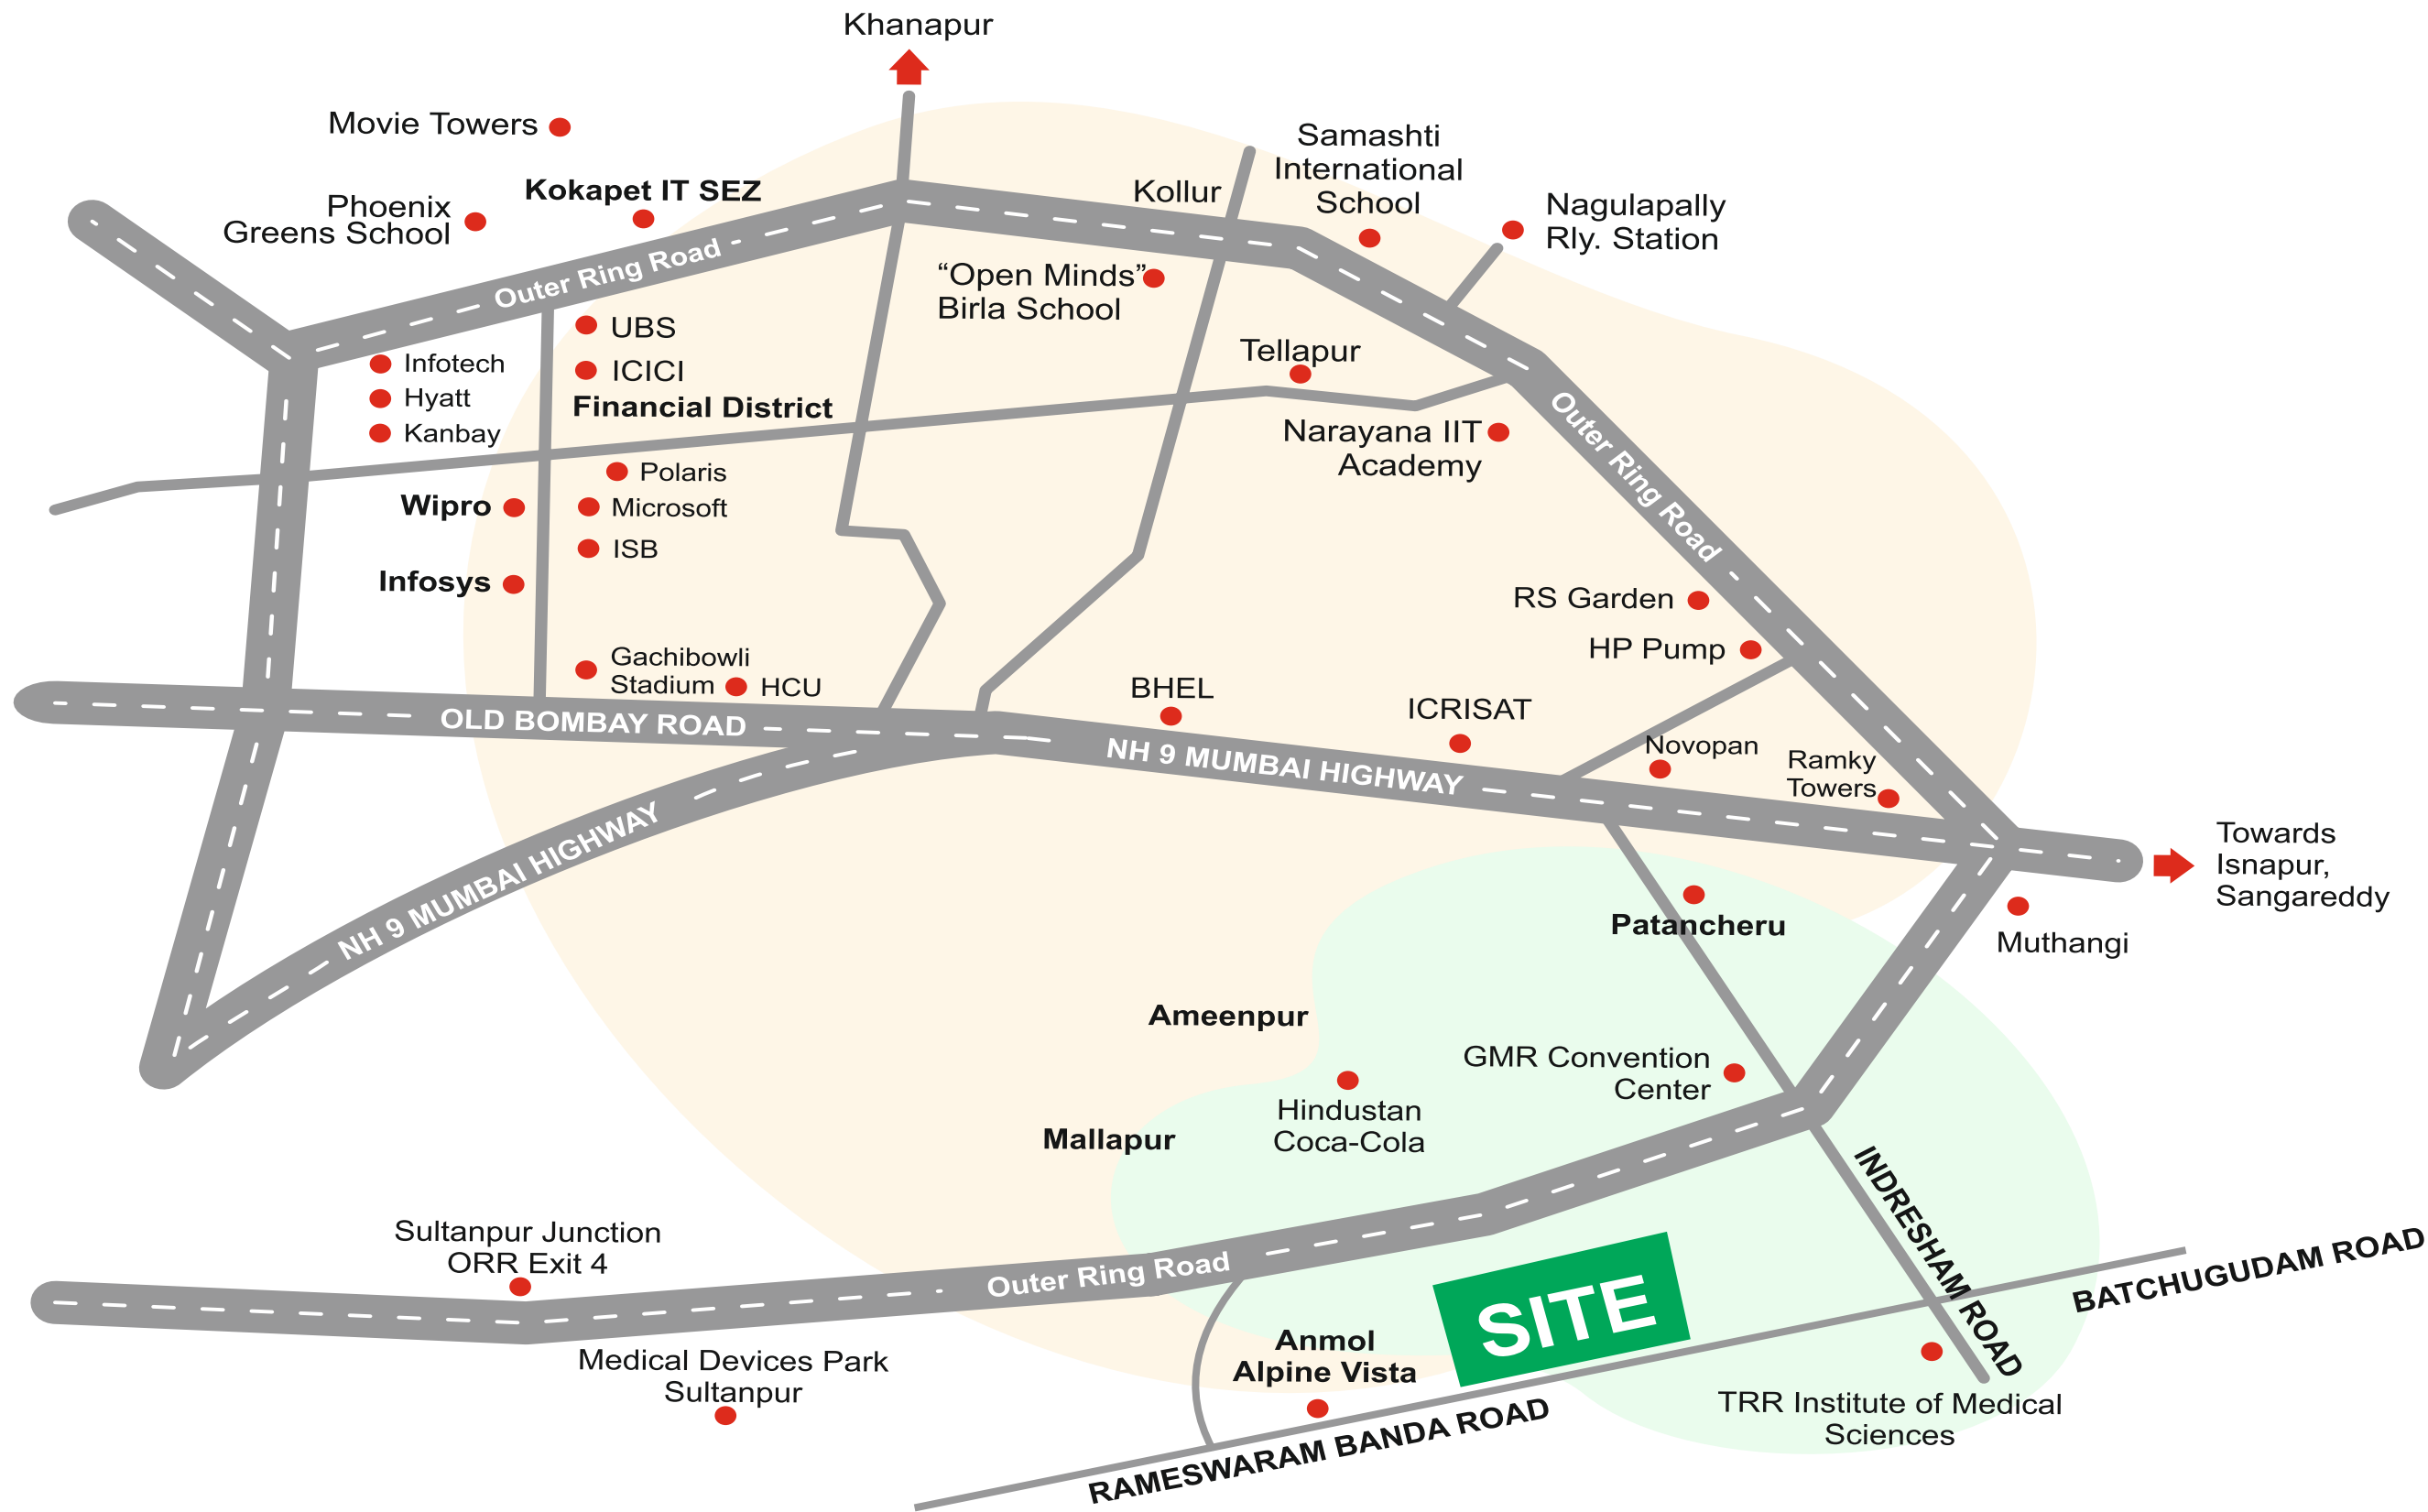 Khanapur
Movie Towers
Kokapet IT SEZ
Phoenix
Greens School
Outer Ring Road
Kollur
Samashti
International
School
Nagulapally
Rly. Station
“Open Minds”
Birla School
UBS
ICICI
Financial District
Infotech
Hyatt
Kanbay
Tellapur
Narayana IIT
Academy
Outer Ring Road
Polaris
Microsoft
ISB
Wipro
Infosys
RS Garden
HP Pump
Gachibowli
Stadium
HCU
BHEL
ICRISAT
Novopan
Ramky
Towers
OLD BOMBAY ROAD
NH 9 MUMBAI HIGHWAY
NH 9 MUMBAI HIGHWAY
Towards
Isnapur,
Sangareddy
Patancheru
Muthangi
Ameenpur
GMR Convention
Center
Hindustan
Coca-Cola
Mallapur
INDRESHAM ROAD
Sultanpur Junction
ORR Exit 4
Outer Ring Road
SITE
BATCHUGUDAM ROAD
Medical Devices Park
Sultanpur
Anmol
Alpine Vista
RAMESWARAM BANDA ROAD
TRR Institute of Medical
Sciences